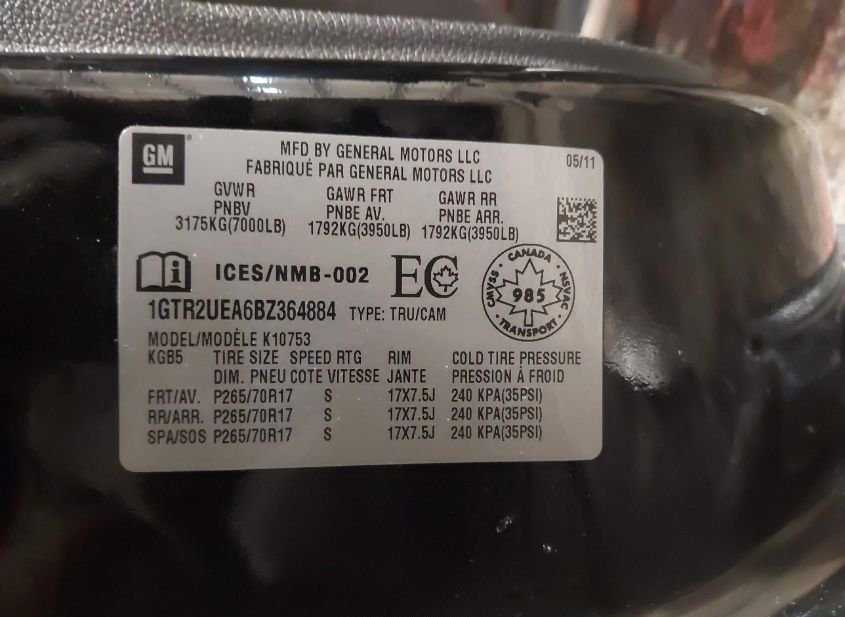 GM
MFD BY GENERAL MOTORS LLC
FABRIQUÉ PAR GENERAL MOTORS LLC
05/11
GVWR GAWR FRT GAWR RR
PNBV PNBE AV. PNBE ARR.
3175KG(7000LB) 1792KG(3950LB) 1792KG(3950LB)
i ICES/NMB-002 EC
CANADA
CMVSS 985 NSVAC
TRANSPORT
1GTR2UEA6BZ364884 TYPE: TRU/CAM
MODEL/MODÈLE K10753
KGB5 TIRE SIZE SPEED RTG RIM COLD TIRE PRESSURE
DIM. PNEU COTE VITESSE JANTE PRESSION À FROID
FRT/AV. P265/70R17 S 17X7.5J 240 KPA(35PSI)
RR/ARR. P265/70R17 S 17X7.5J 240 KPA(35PSI)
SPA/SOS P265/70R17 S 17X7.5J 240 KPA(35PSI)